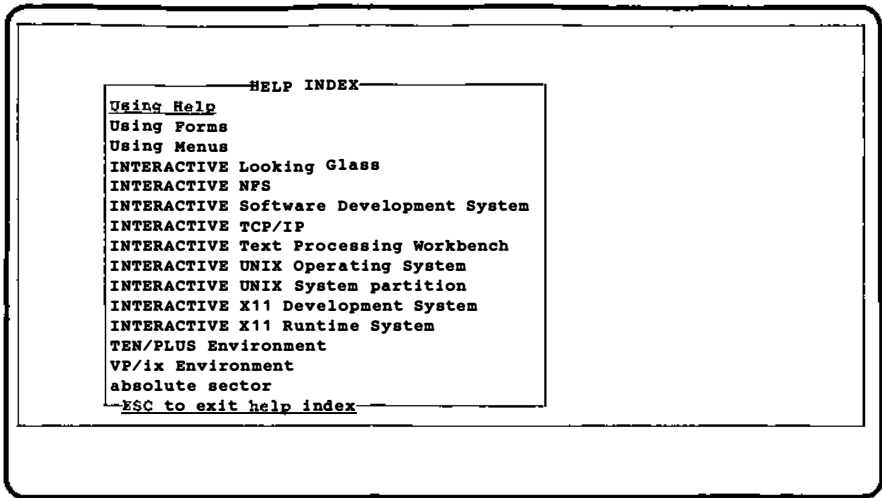 HELP INDEX
Using Help
Using Forms
Using Menus
INTERACTIVE Looking Glass
INTERACTIVE NFS
INTERACTIVE Software Development System
INTERACTIVE TCP/IP
INTERACTIVE Text Processing Workbench
INTERACTIVE UNIX Operating System
INTERACTIVE UNIX System partition
INTERACTIVE X11 Development System
INTERACTIVE X11 Runtime System
TEN/PLUS Environment
VP/ix Environment
absolute sector
ESC to exit help index